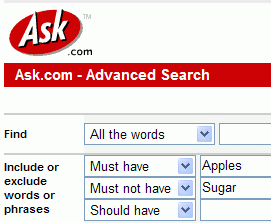 Ask™
.com
Ask.com - Advanced Search
Find All the words
Include or exclude words or phrases
Must have Apples
Must not have Sugar
Should have